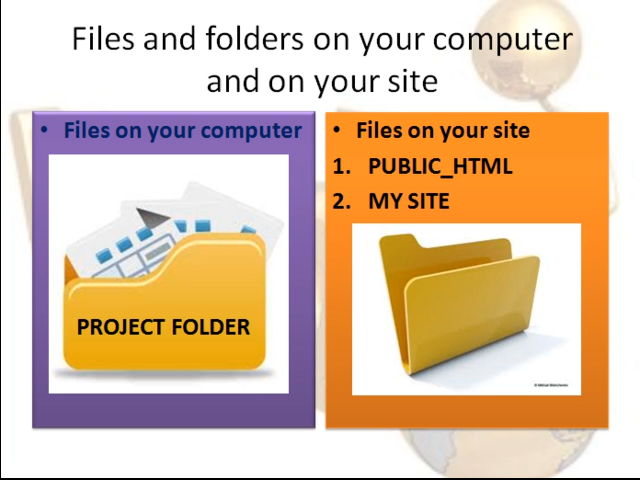 Files and folders on your computer
and on your site
• Files on your computer
PROJECT FOLDER
• Files on your site
1. PUBLIC_HTML
2. MY SITE